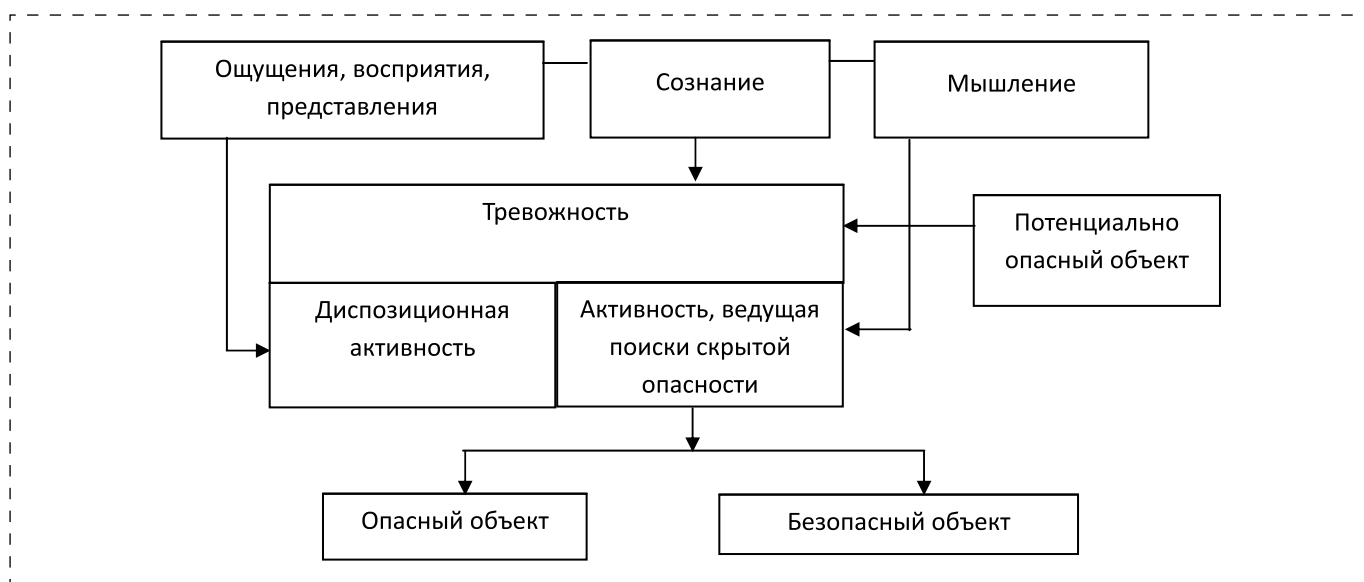 Ощущения, восприятия,
представления
Сознание
Мышление
Тревожность
Потенциально
опасный объект
Диспозиционная
активность
Активность, ведущая
поиски скрытой
опасности
Опасный объект
Безопасный объект